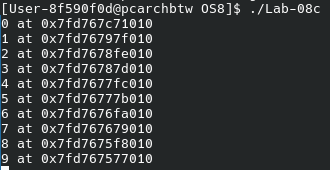 [User-8f590f0d@pcarchbtw OS8]$ ./Lab-08c
0 at 0x7fd767c71010
1 at 0x7fd76797f010
2 at 0x7fd7678fe010
3 at 0x7fd76787d010
4 at 0x7fd7677fc010
5 at 0x7fd76777b010
6 at 0x7fd7676fa010
7 at 0x7fd767679010
8 at 0x7fd7675f8010
9 at 0x7fd767577010